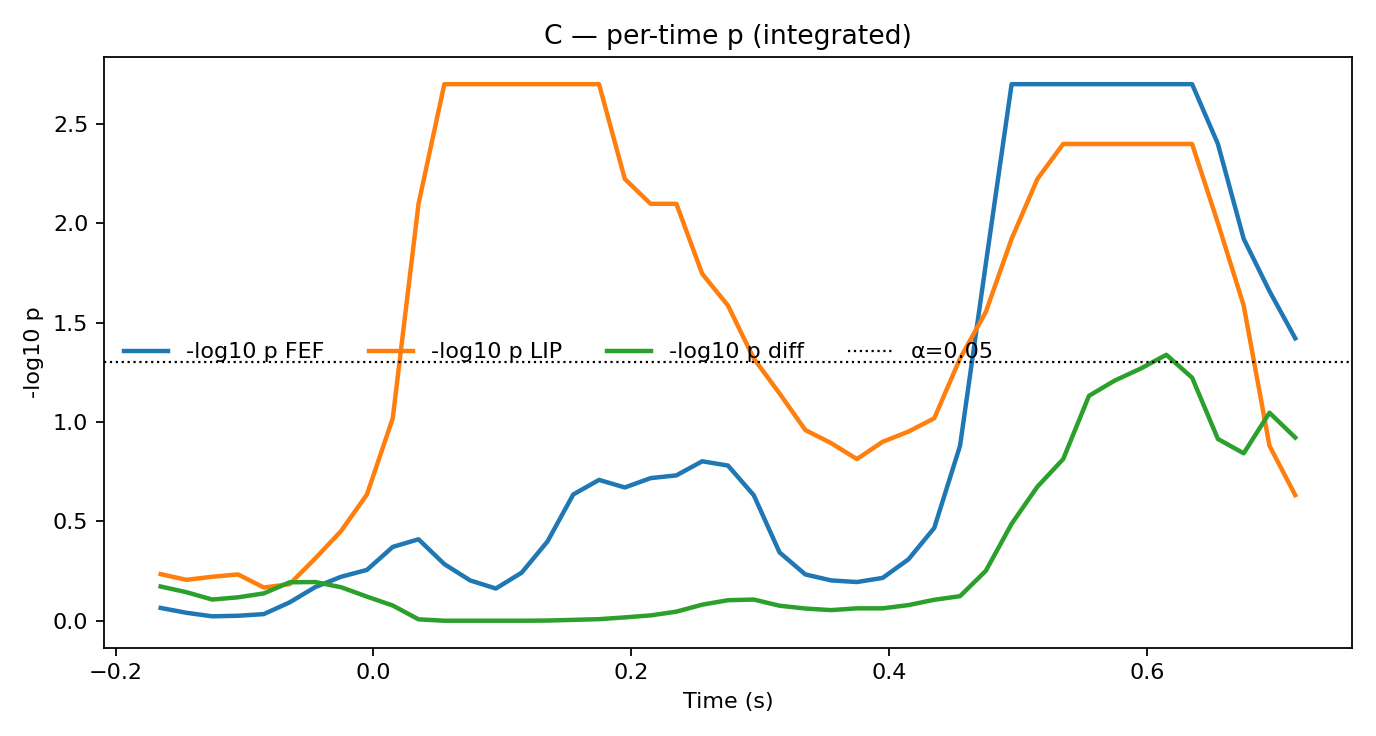 C — per-time p (integrated)
-log10 p
2.5
2.0
1.5
1.0
0.5
0.0
-log10 p FEF -log10 p LIP -log10 p diff α=0.05
−0.2 0.0 0.2 0.4 0.6
Time (s)